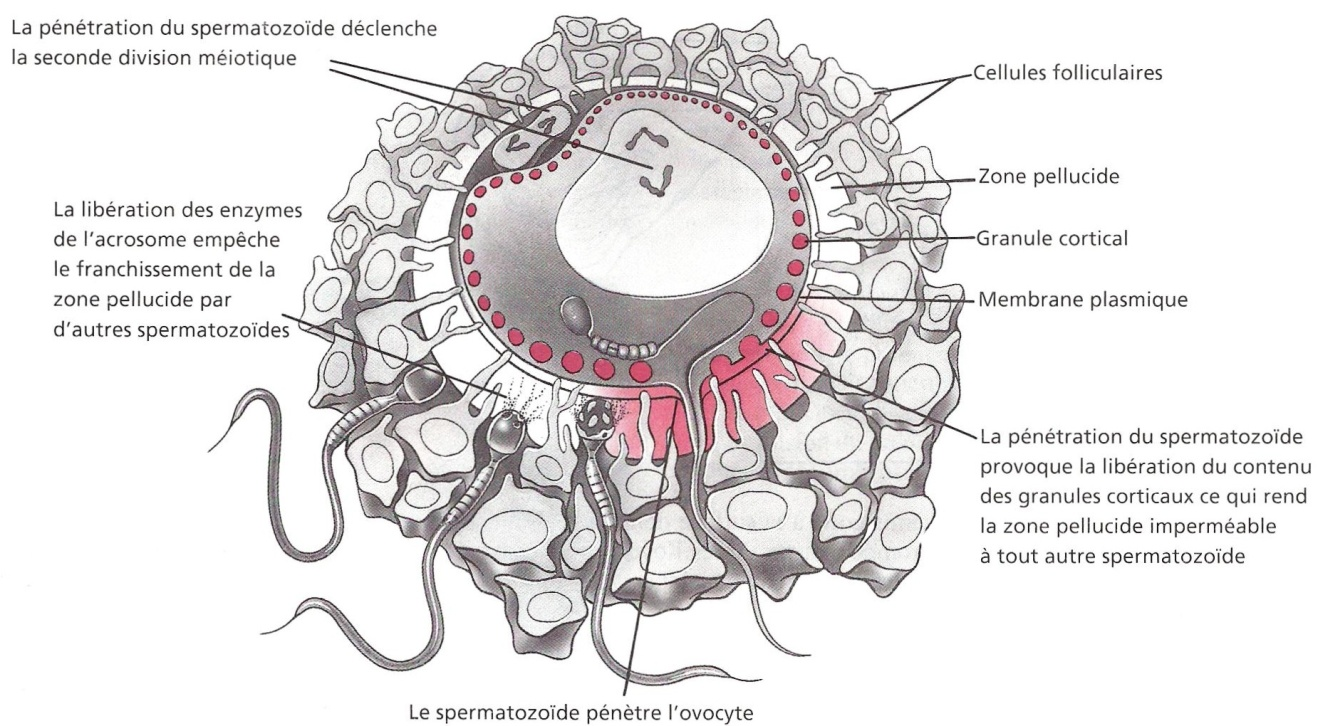 La pénétration du spermatozoïde déclenche
la seconde division méiotique
Cellules folliculaires
Zone pellucide
La libération des enzymes
de l'acrosome empêche
le franchissement de la
zone pellucide par
d'autres spermatozoïdes
Granule cortical
Membrane plasmique
La pénétration du spermatozoïde
provoque la libération du contenu
des granules corticaux ce qui rend
la zone pellucide imperméable
à tout autre spermatozoïde
Le spermatozoïde pénètre l'ovocyte